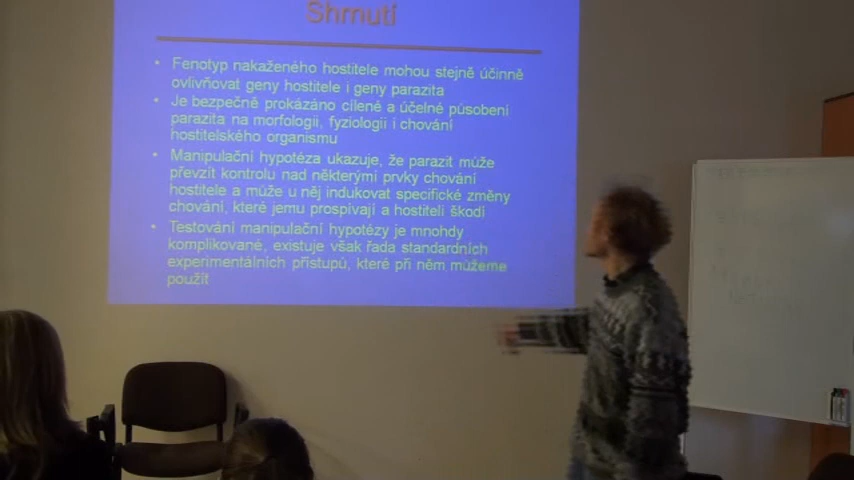 Shrnutí
• Fenotyp nakaženého hostitele mohou stejně účinně
ovlivňovat geny hostitele i geny parazita
• Je bezpečně prokázáno cílené a účelné působení
parazita na morfologii, fyziologii i chování
hostitelského organismu
• Manipulační hypotéza ukazuje, že parazit může
převzít kontrolu nad některými prvky chování
hostitele a může u něj indukovat specifické změny
chování, které jemu prospívají a hostiteli škodí
• Testování manipulační hypotézy je mnohdy
komplikované, existuje však řada standardních
experimentálních přístupů, které při něm můžeme
použít